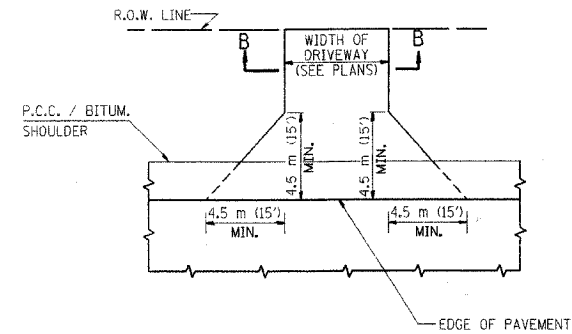 R.O.W. LINE
B
B
WIDTH OF
DRIVEWAY
(SEE PLANS)
P.C.C. / BITUM.
SHOULDER
4.5 m (15')
MIN.
4.5 m (15')
MIN.
4.5 m (15')
MIN.
4.5 m (15')
MIN.
EDGE OF PAVEMENT